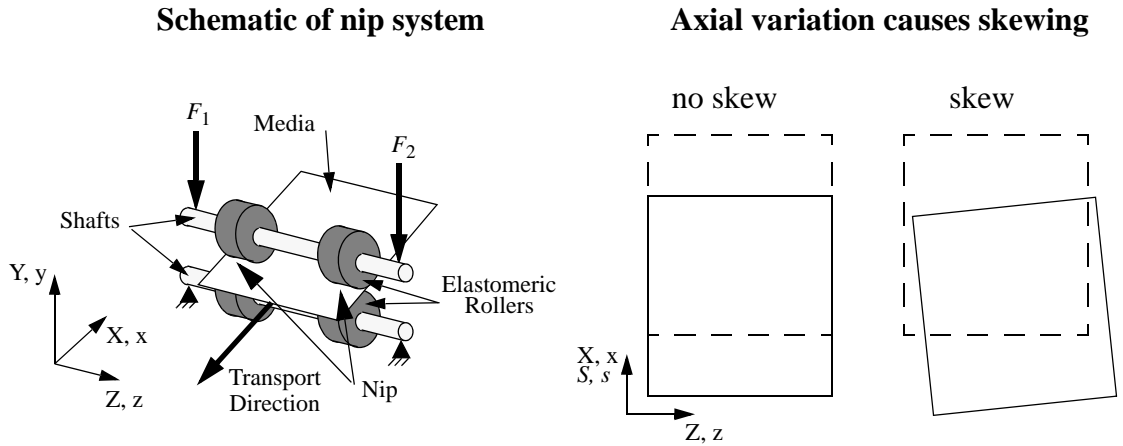 Schematic of nip system
F1
Media
F2
Shafts
Y, y
X, x
Z, z
Elastomeric
Rollers
Transport
Direction
Nip
Axial variation causes skewing
no skew
skew
X, x
S, s
Z, z